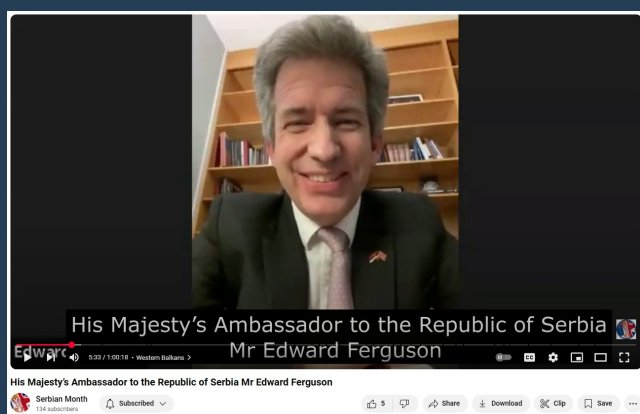 His Majesty's Ambassador to the Republic of Serbia
Mr Edward Ferguson
Edwar
5:33 / 1:00:18 • Western Balkans >
CC
His Majesty's Ambassador to the Republic of Serbia Mr Edward Ferguson
Serbian Month
134 subscribers
Subscribed
5
Share
Download
Clip
Save